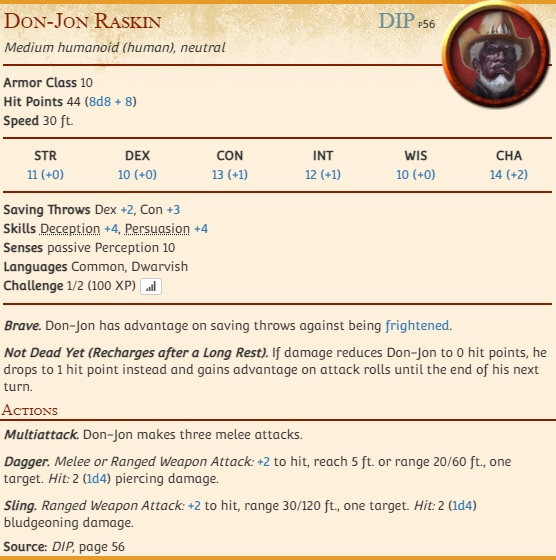 Don-Jon Raskin DIP p56
Medium humanoid (human), neutral
Armor Class 10
Hit Points 44 (8d8 + 8)
Speed 30 ft.
STR DEX CON INT WIS CHA
11 (+0) 10 (+0) 13 (+1) 12 (+1) 10 (+0) 14 (+2)
Saving Throws Dex +2, Con +3
Skills Deception +4, Persuasion +4
Senses passive Perception 10
Languages Common, Dwarvish
Challenge 1/2 (100 XP)
Brave. Don-Jon has advantage on saving throws against being frightened.
Not Dead Yet (Recharges after a Long Rest). If damage reduces Don-Jon to 0 hit points, he
drops to 1 hit point instead and gains advantage on attack rolls until the end of his next
turn.
Actions
Multiattack. Don-Jon makes three melee attacks.
Dagger. Melee or Ranged Weapon Attack: +2 to hit, reach 5 ft. or range 20/60 ft., one
target. Hit: 2 (1d4) piercing damage.
Sling. Ranged Weapon Attack: +2 to hit, range 30/120 ft., one target. Hit: 2 (1d4)
bludgeoning damage.
Source: DIP, page 56